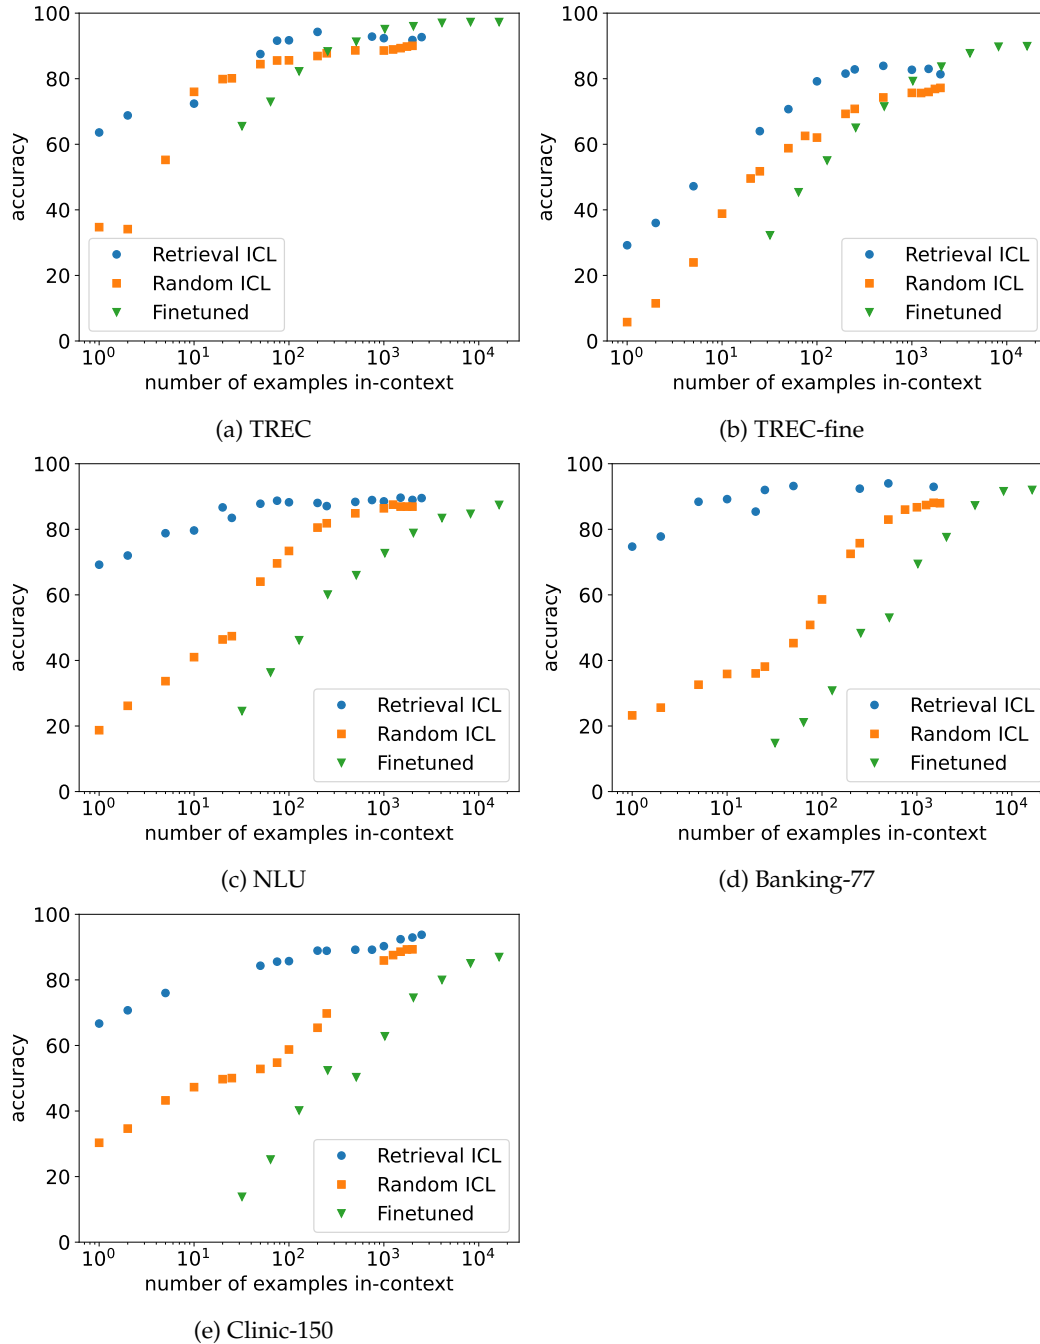 100
80
60
40
20
0
accuracy
Retrieval ICL
Random ICL
Finetuned
10^0 10^1 10^2 10^3 10^4
number of examples in-context
(a) TREC
100
80
60
40
20
0
accuracy
Retrieval ICL
Random ICL
Finetuned
10^0 10^1 10^2 10^3 10^4
number of examples in-context
(b) TREC-fine
100
80
60
40
20
0
accuracy
Retrieval ICL
Random ICL
Finetuned
10^0 10^1 10^2 10^3 10^4
number of examples in-context
(c) NLU
100
80
60
40
20
0
accuracy
Retrieval ICL
Random ICL
Finetuned
10^0 10^1 10^2 10^3 10^4
number of examples in-context
(d) Banking-77
100
80
60
40
20
0
accuracy
Retrieval ICL
Random ICL
Finetuned
10^0 10^1 10^2 10^3 10^4
number of examples in-context
(e) Clinic-150